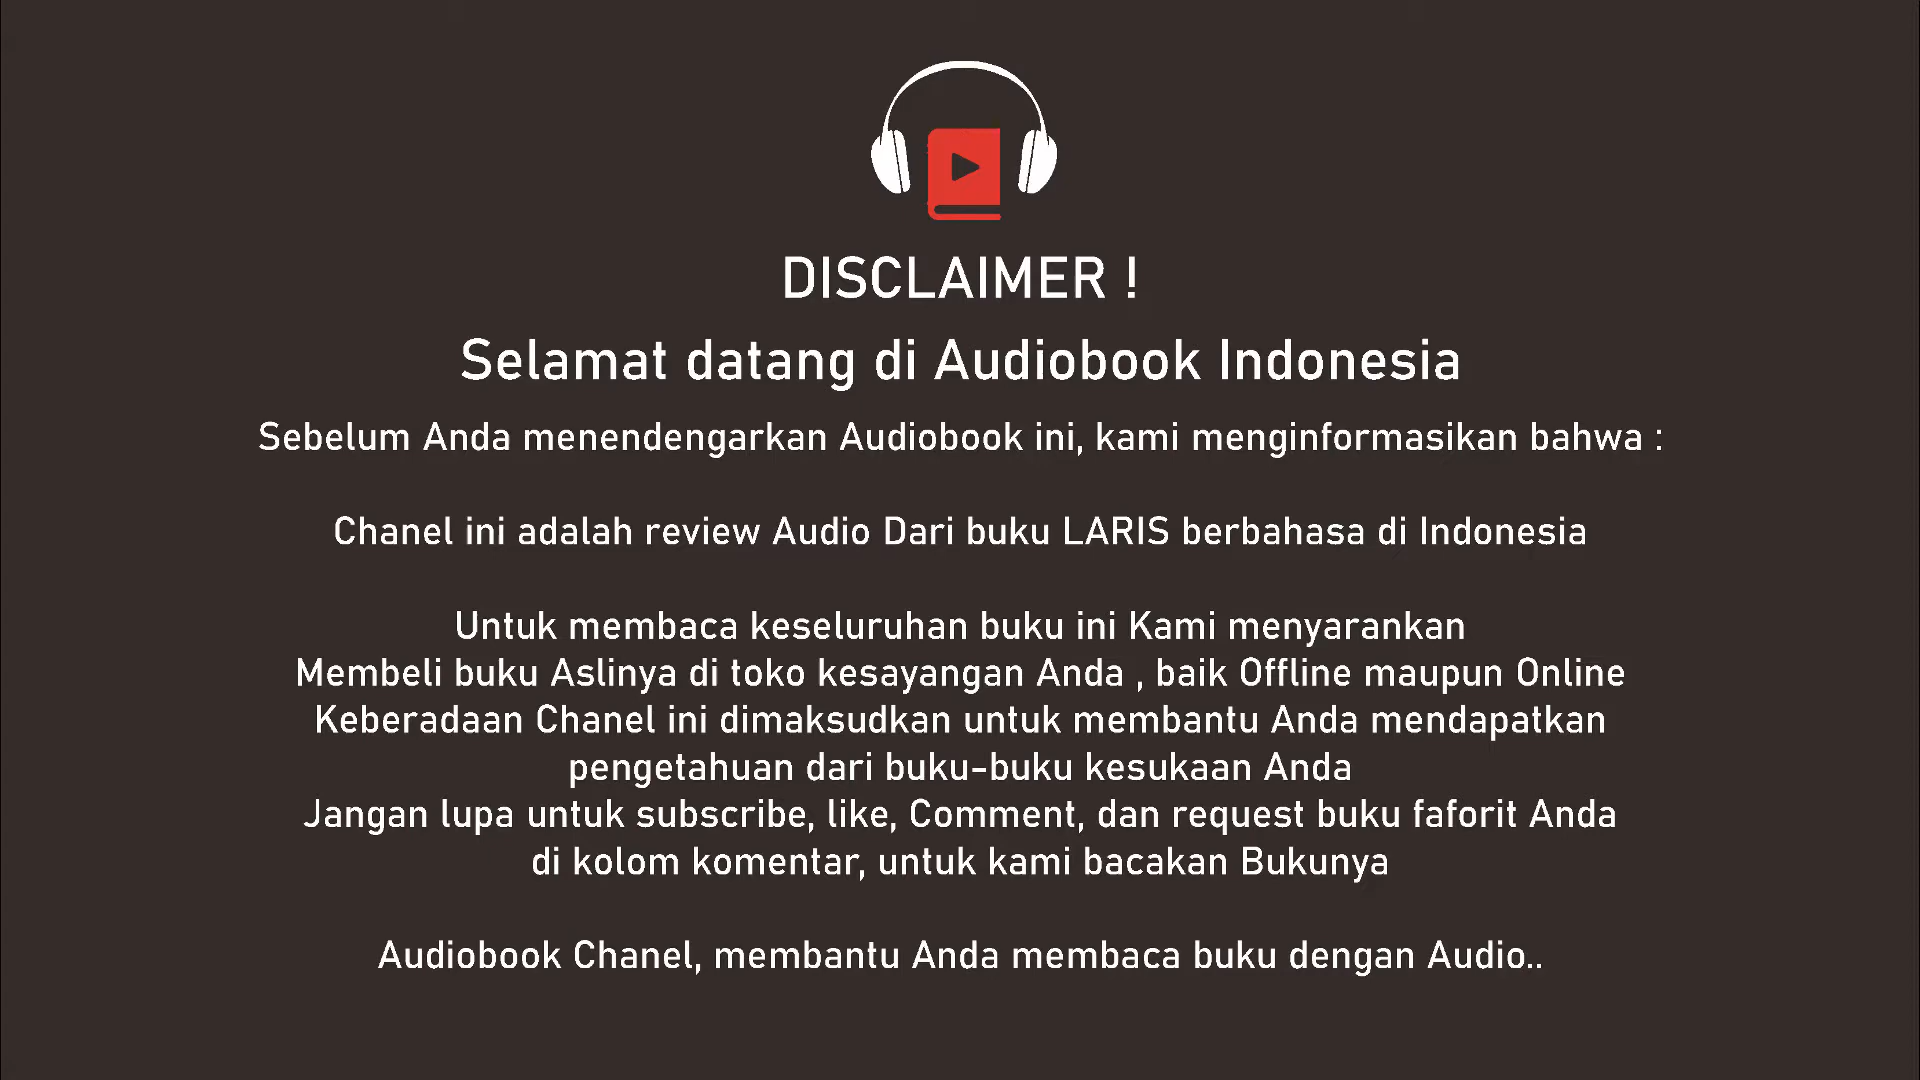 DISCLAIMER !
Selamat datang di Audiobook Indonesia
Sebelum Anda menendengarkan Audiobook ini, kami menginformasikan bahwa :
Chanel ini adalah review Audio Dari buku LARIS berbahasa di Indonesia
Untuk membaca keseluruhan buku ini Kami menyarankan
Membeli buku Aslinya di toko kesayangan Anda , baik Offline maupun Online
Keberadaan Chanel ini dimaksudkan untuk membantu Anda mendapatkan
pengetahuan dari buku-buku kesukaan Anda
Jangan lupa untuk subscribe, like, Comment, dan request buku faforit Anda
di kolom komentar, untuk kami bacakan Bukunya
Audiobook Chanel, membantu Anda membaca buku dengan Audio..